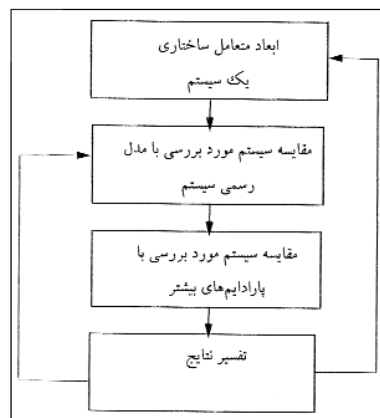 ابعاد متعامل ساختاری
یک سیستم
مقایسه سیستم مورد بررسی با مدل
رسمی سیستم
مقایسه سیستم مورد بررسی با
پارادایم‌های بیشتر
تفسیر نتایج